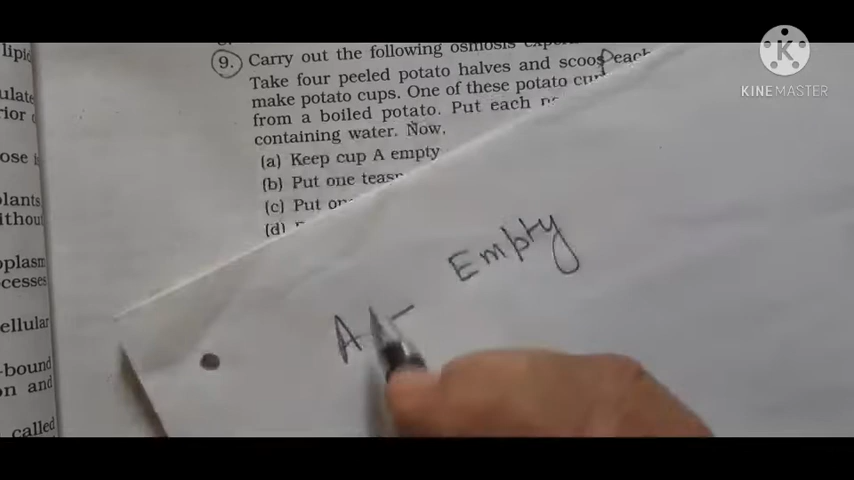 lipid
ulate
rior
ose i
plants
ithout
oplasm
cesses
ellular
-bound
on and
called
9. Carry out the following osmosis
Take four peeled potato halves and scoop each
make potato cups. One of these potato cup
from a boiled potato. Put each
containing water. Now,
(a) Keep cup A empty
(b) Put one teasp
(c) Put one
(d)
A - Empty
K
KINEMASTER